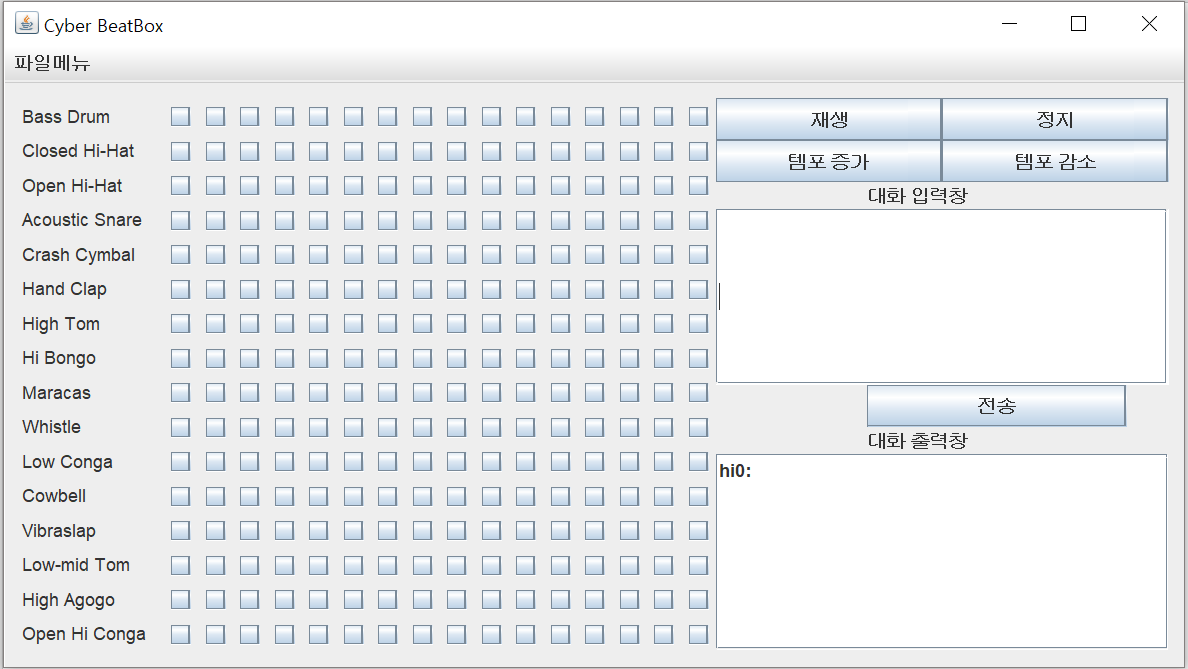 Cyber BeatBox
파일메뉴
Bass Drum
Closed Hi-Hat
Open Hi-Hat
Acoustic Snare
Crash Cymbal
Hand Clap
High Tom
Hi Bongo
Maracas
Whistle
Low Conga
Cowbell
Vibraslap
Low-mid Tom
High Agogo
Open Hi Conga
재생 정지
템포 증가 템포 감소
대화 입력창
전송
대화 출력창
hi0: